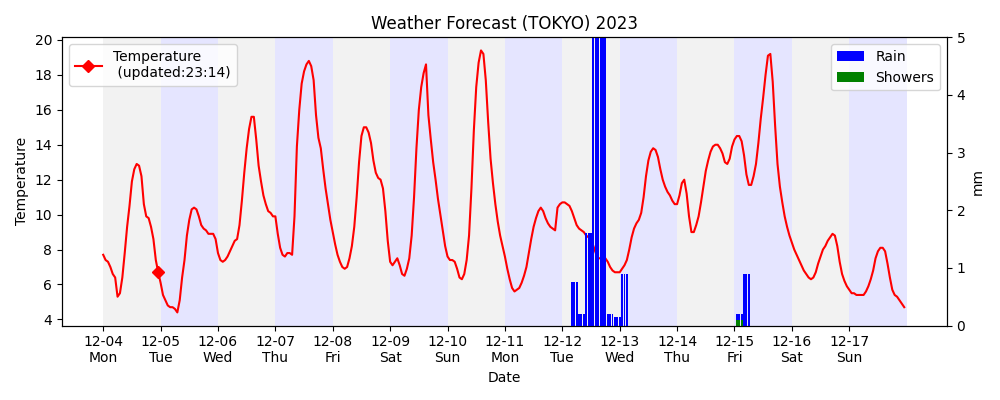 Weather Forecast (TOKYO) 2023
Temperature
(updated:23:14)
Rain
Showers
20
18
16
14
12
10
8
6
4
Temperature
5
4
3
2
1
0
mm
12-04 12-05 12-06 12-07 12-08 12-09 12-10 12-11 12-12 12-13 12-14 12-15 12-16 12-17
Mon Tue Wed Thu Fri Sat Sun Mon Tue Wed Thu Fri Sat Sun
Date